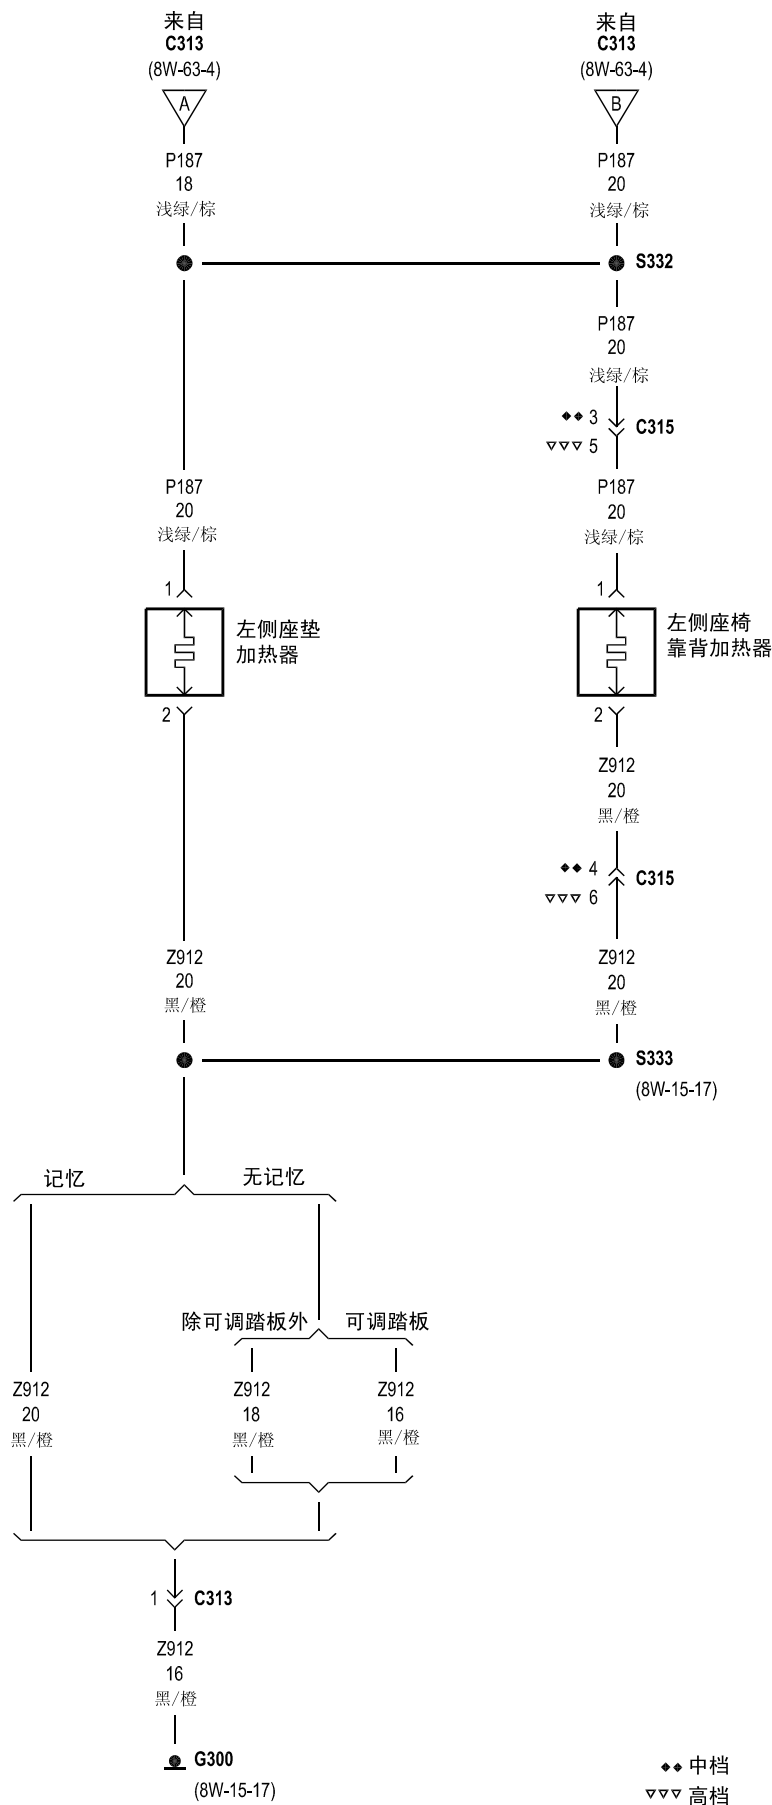 来自
C313
(8W-63-4)
A
P187
18
浅绿/棕
来自
C313
(8W-63-4)
B
P187
20
浅绿/棕
S332
P187
20
浅绿/棕
3
5
C315
P187
20
浅绿/棕
P187
20
浅绿/棕
1
左侧座垫
加热器
2
1
左侧座椅
靠背加热器
2
Z912
20
黑/橙
4
6
C315
Z912
20
黑/橙
Z912
20
黑/橙
S333
(8W-15-17)
记忆
无记忆
除可调踏板外
可调踏板
Z912
20
黑/橙
Z912
18
黑/橙
Z912
16
黑/橙
1
C313
Z912
16
黑/橙
G300
(8W-15-17)
中档
高档